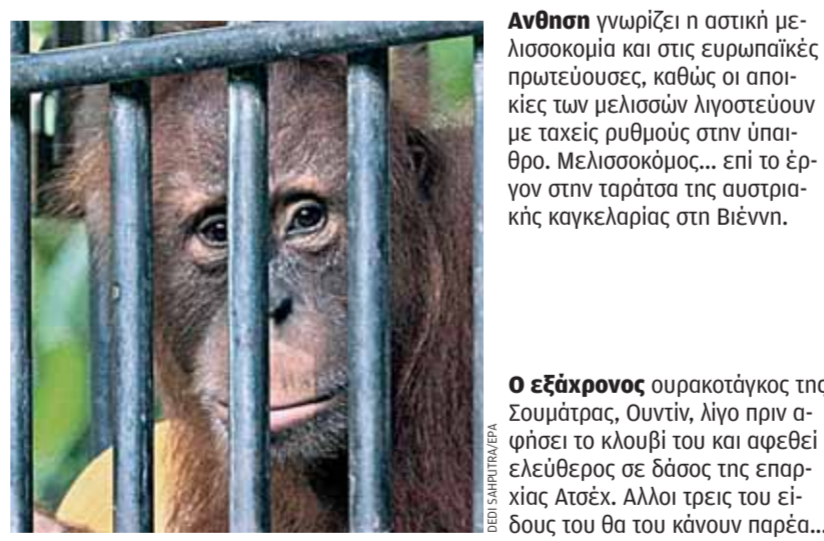 Ανθηση γνωρίζει η αστική με-
λισσοκομία και στις ευρωπαϊκές
πρωτεύουσες, καθώς οι αποι-
κίες των μελισσών λιγοστεύουν
με ταχείς ρυθμούς στην ύπαι-
θρο. Μελισσοκόμος... επί το έρ-
γον στην ταράτσα της αυστρια-
κής καγκελαρίας στη Βιέννη.
Ο εξάχρονος ουρακοτάγκος της
Σουμάτρας, Ουντίν, λίγο πριν α-
φήσει το κλουβί του και αφεθεί
ελεύθερος σε δάσος της επαρ-
χίας Ατσέχ. Αλλοι τρεις του εί-
δους του θα του κάνουν παρέα...
DEDI SAHPUTRA/EPA